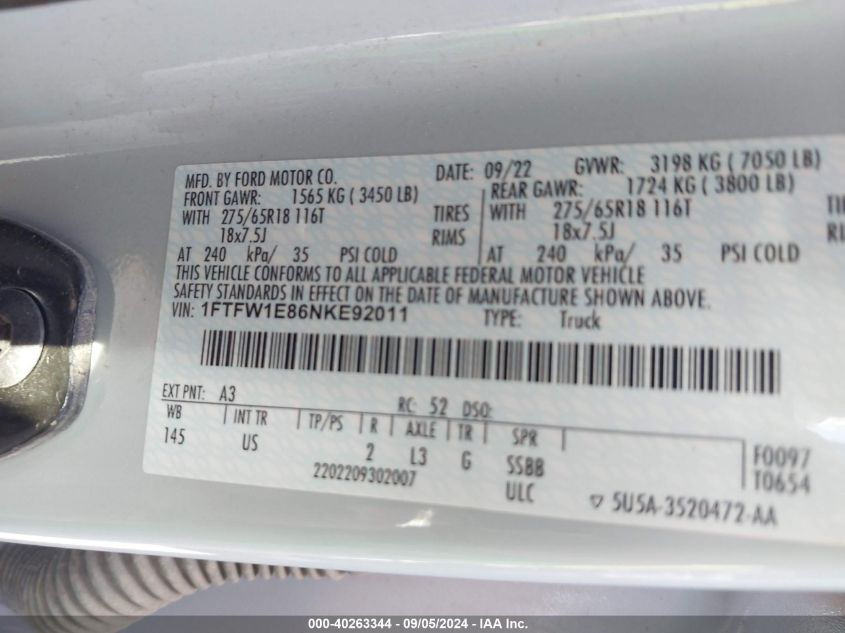 MFD. BY FORD MOTOR CO. DATE: 09/22 GVWR: 3198 KG ( 7050 LB)
FRONT GAWR: 1565 KG ( 3450 LB) REAR GAWR: 1724 KG ( 3800 LB)
WITH 275/65R18 116T TIRES WITH 275/65R18 116T
18x7.5J RIMS 18x7.5J
AT 240 kPa/ 35 PSI COLD AT 240 kPa/ 35 PSI COLD
THIS VEHICLE CONFORMS TO ALL APPLICABLE FEDERAL MOTOR VEHICLE
SAFETY STANDARDS IN EFFECT ON THE DATE OF MANUFACTURE SHOWN ABOVE.
VIN: 1FTFW1E86NKE92011 TYPE: Truck
EXT PNT: A3 RC: 52 DSO:
WB INT TR TP/PS R AXLE TR SPR
145 US 2 L3 G SSBB F0097
2202209302007 ULC T0654
5U5A-3520472-AA
000-40263344 - 09/05/2024 - IAA Inc.